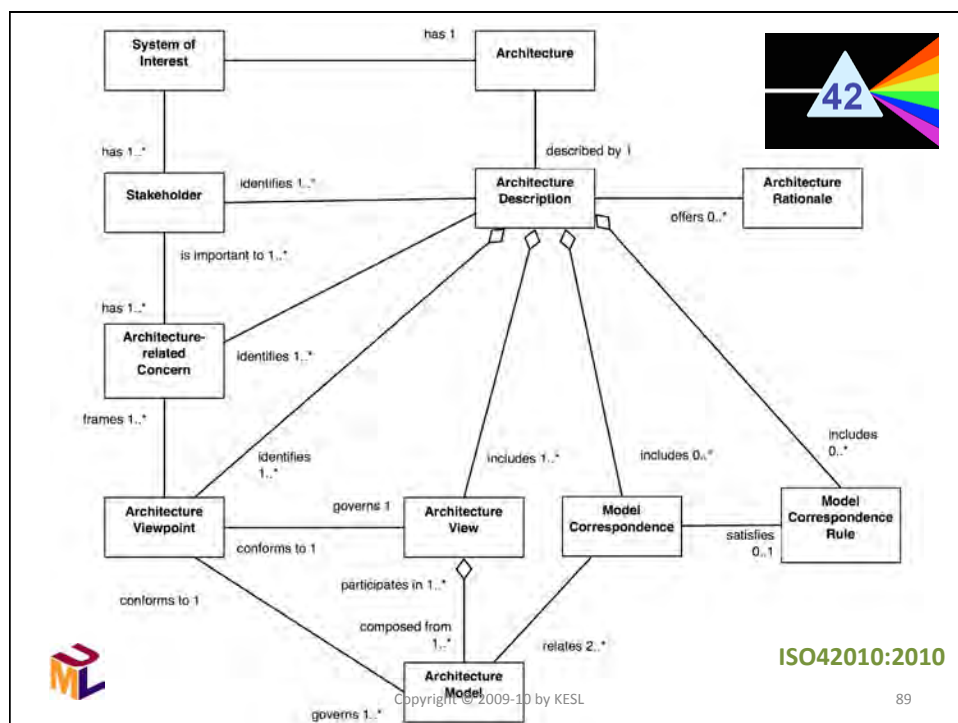 System of
Interest
has 1
Architecture
42
has 1..*
described by 1
Stakeholder
identifies 1..*
Architecture
Description
Architecture
Rationale
offers 0..*
is important to 1..*
has 1..*
Architecture-
related
Concern
identifies 1..*
frames 1..*
identifies
1..*
includes 1..*
includes 0..*
includes
0..*
Architecture
Viewpoint
governs 1
conforms to 1
Architecture
View
Model
Correspondence
satisfies
0..1
Model
Correspondence
Rule
participates in 1..*
conforms to 1
composed from
1..*
relates 2..*
ISO42010:2010
UML
Architecture
Model
Copyright © 2009-10 by KESL
89
governs 1..*